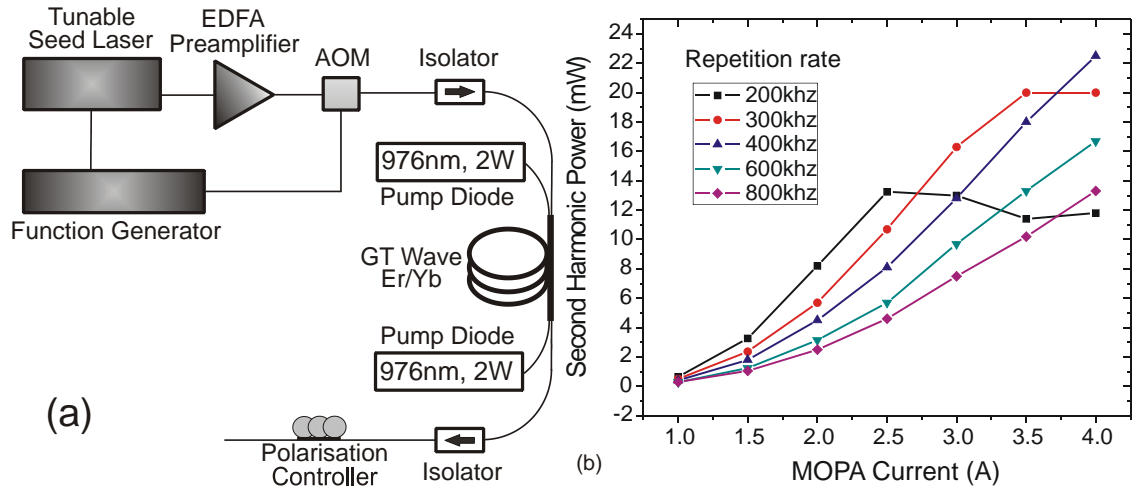 Tunable
Seed Laser
EDFA
Preamplifier
AOM
Isolator
976nm, 2W
Pump Diode
Function Generator
GT Wave
Er/Yb
Pump Diode
976nm, 2W
(a)
Polarisation
Controller
Isolator
(b)
Second Harmonic Power (mW)
24
22
20
18
16
14
12
10
8
6
4
2
0
-2
Repetition rate
200khz
300khz
400khz
600khz
800khz
1.0 1.5 2.0 2.5 3.0 3.5 4.0
MOPA Current (A)